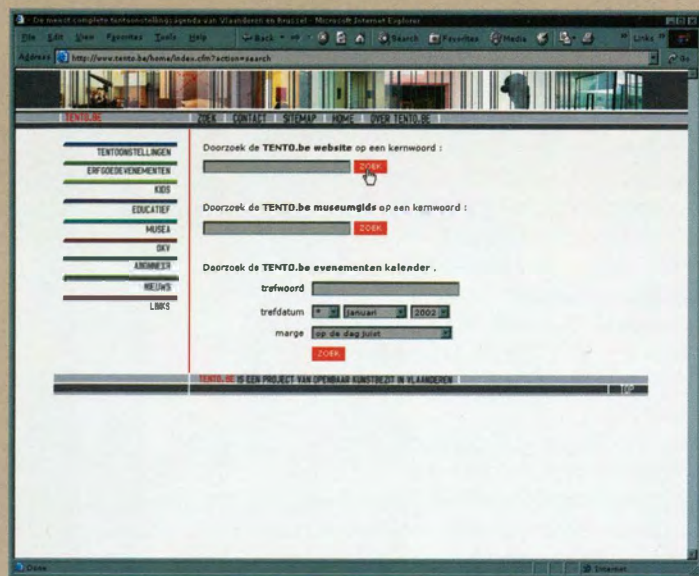 De meest complete tentoonstellingsagenda van Vlaanderen en Brussel - Microsoft Internet Explorer
File Edit View Favorites Tools Help Back Search Favorites Media Links
Address http://www.tento.be/home/index.cfm?action=search Go
TENTO.BE ZOEK CONTACT SITEMAP HOME OVER TENTO.BE
TENTOONSTELLINGEN
ERFGOEDEVENEMENTEN
KIDS
EDUCATIEF
MUSEA
OKV
ABONNEER
NIEUWS
LINKS
Doorzoek de TENTO.be website op een kernwoord :
ZOEK
Doorzoek de TENTO.be museumgids op een kernwoord :
ZOEK
Doorzoek de TENTO.be evenementen kalender .
trefwoord
trefdatum * januari 2002
marge op de dag juist
ZOEK
TENTO.BE IS EEN PROJECT VAN OPENBAAR KUNSTBEZIT IN VLAANDEREN
TOP
Done Internet